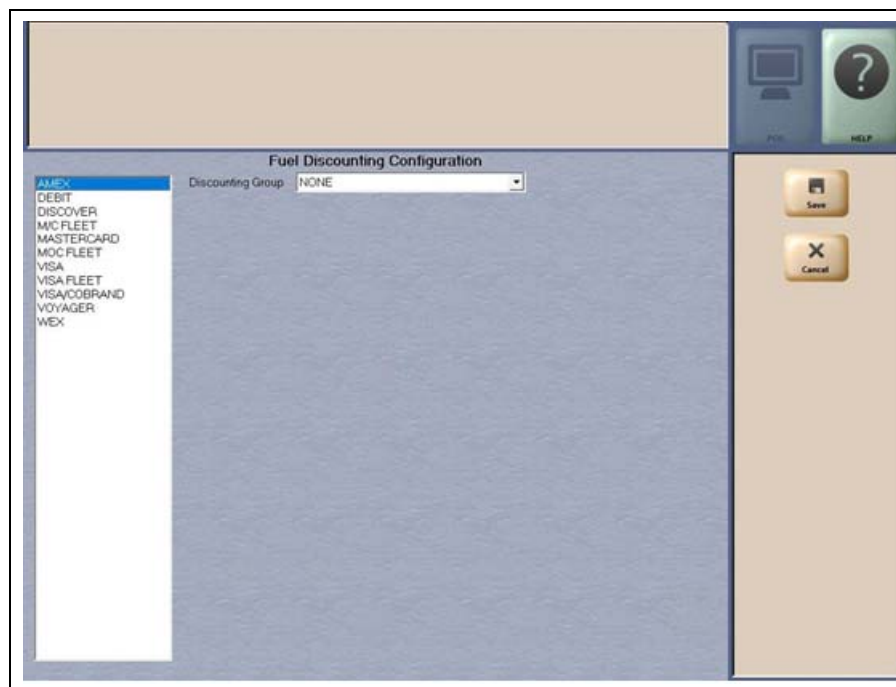 POS
HELP
Fuel Discounting Configuration
Discounting Group NONE
AMEX
DEBIT
DISCOVER
M/C FLEET
MASTERCARD
MOC FLEET
VISA
VISA FLEET
VISA/COBRAND
VOYAGER
WEX
Save
Cancel